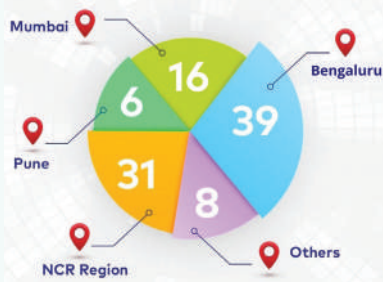 Mumbai
16
Bengaluru
6
39
Pune
31
8
NCR Region
Others